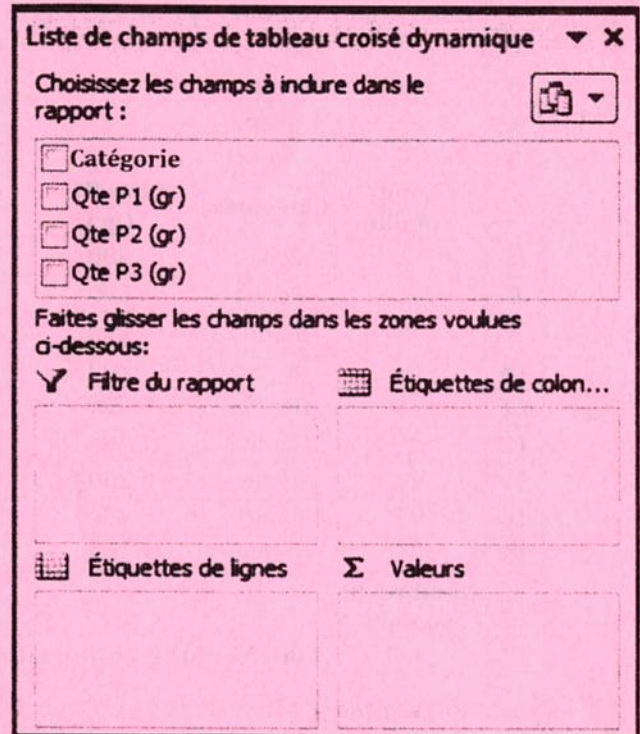 Liste de champs de tableau croisé dynamique
Choisissez les champs à inclure dans le
rapport :
Catégorie
Qte P1 (gr)
Qte P2 (gr)
Qte P3 (gr)
Faites glisser les champs dans les zones voulues
ci-dessous:
Filtre du rapport
Étiquettes de colon...
Étiquettes de lignes
Σ Valeurs